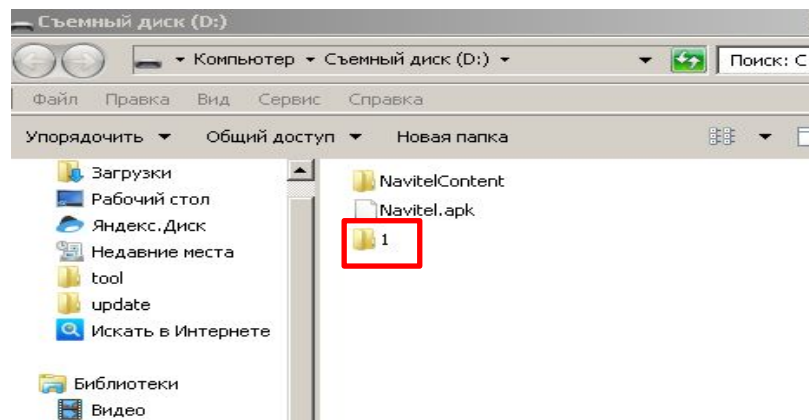 Съемный диск (D:)
Компьютер Съемный диск (D:) Поиск: С
Файл Правка Вид Сервис Справка
Упорядочить Общий доступ Новая папка
Загрузки
Рабочий стол
Яндекс.Диск
Недавние места
tool
update
Искать в Интернете
Библиотеки
Видео
NavitelContent
Navitel.apk
1